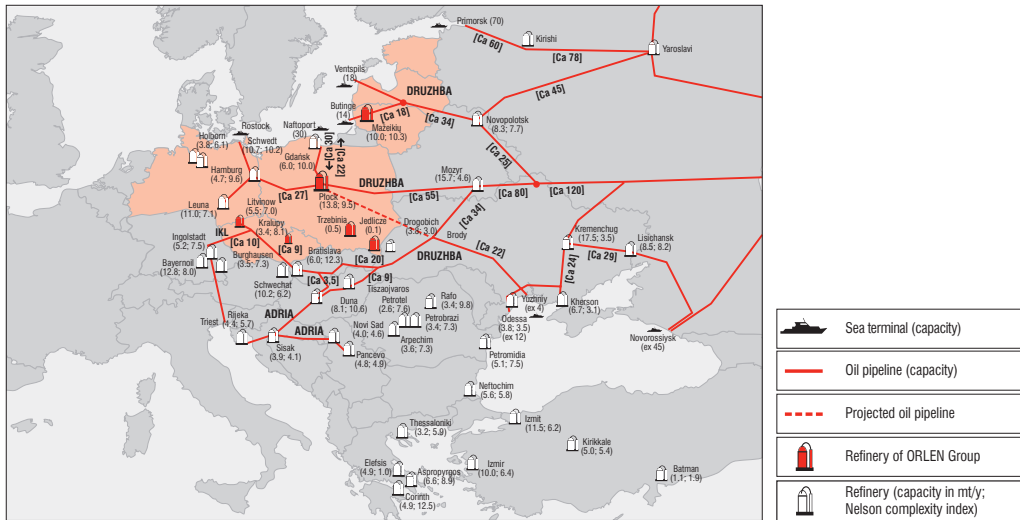 Primorsk (70)
[Ca 60]
Kirishi
[Ca 78]
Yaroslavl
Ventspils
(18)
DRUZHBA
[Ca 45]
Butinge
(14)
[Ca 18]
[Ca 34]
Mažeikių
(10.0; 10.3)
Novopolotsk
(8.3; 7.7)
Rostock
Holborn
(3.8; 6.1)
Schwedt
(10.7; 10.2)
Naftoport
(30)
[Ca 30]
[Ca 22]
Gdańsk
(6.0; 10.0)
[Ca 25]
Hamburg
(4.7; 9.6)
Mozyr
(15.7; 4.6)
DRUZHBA
[Ca 27]
[Ca 55]
[Ca 80]
[Ca 120]
Płock
(13.8; 9.5)
Leuna
(11.0; 7.1)
Litvinow
(5.5; 7.0)
Trzebinia
(0.5)
Jedlicze
(0.1)
Drogobich
(3.8; 3.0)
[Ca 34]
IKL
Kralupy
(3.4; 8.1)
Brody
Kremenchug
(17.5; 3.5)
Lisichansk
(8.5; 8.2)
[Ca 10]
[Ca 9]
[Ca 20]
[Ca 22]
Ingolstadt
(5.2; 7.5)
Bratislava
(6.0; 12.3)
DRUZHBA
[Ca 29]
[Ca 24]
Burghausen
(3.5; 7.3)
Bayernoil
(12.8; 8.0)
[Ca 3,5]
[Ca 9]
Schwechat
(10.2; 6.2)
Tiszaojvaros
Duna
(8.1; 10.6)
Petrotel
(2.6; 7.6)
Rafo
(3.4; 9.8)
Yuzhniy
(ex 4)
Kherson
(6.7; 3.1)
Odessa
(3.8; 3.5)
(ex 12)
Triest
Rijeka
(4.4; 5.7)
ADRIA
ADRIA
Novi Sad
(4.0; 4.6)
Petrobrazi
(3.4; 7.3)
Novorossiysk
(ex 45)
Arpechim
(3.6; 7.3)
Sisak
(3.9; 4.1)
Pancevo
(4.8; 4.9)
Petromidia
(5.1; 7.5)
Neftochim
(5.6; 5.8)
Thessaloniki
(3.2; 5.9)
Izmit
(11.5; 6.2)
Kirikkale
(5.0; 5.4)
Elefsis
(4.9; 1.0)
Aspropyrgos
(6.6; 8.9)
Izmir
(10.0; 6.4)
Batman
(1.1; 1.9)
Corinth
(4.9; 12.5)
Sea terminal (capacity)
Oil pipeline (capacity)
Projected oil pipeline
Refinery of ORLEN Group
Refinery (capacity in mt/y;
Nelson complexity index)